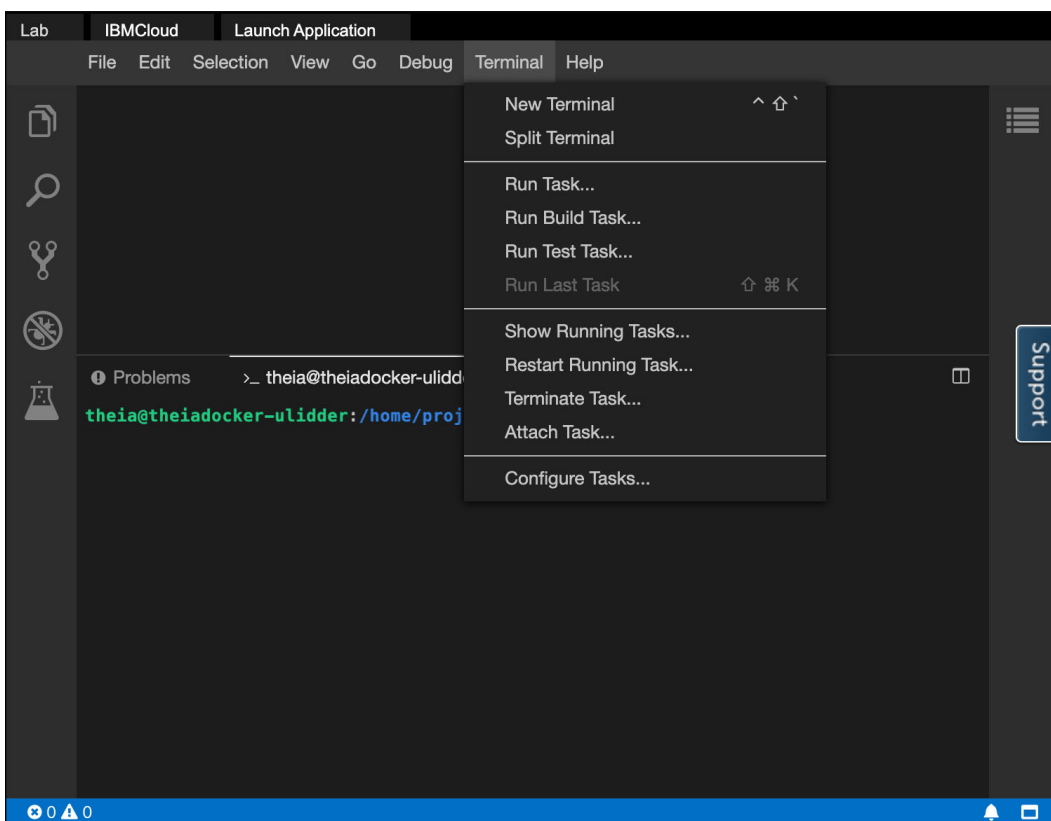 Lab IBMCloud Launch Application
File Edit Selection View Go Debug Terminal Help
New Terminal ^ ⇧ `
Split Terminal
Run Task...
Run Build Task...
Run Test Task...
Run Last Task ⇧ ⌘ K
Show Running Tasks...
Restart Running Task...
Terminate Task...
Attach Task...
Configure Tasks...
Problems >_ theia@theiadocker-ulidd
theia@theiadocker-ulidder:/home/proj
Support
0 0